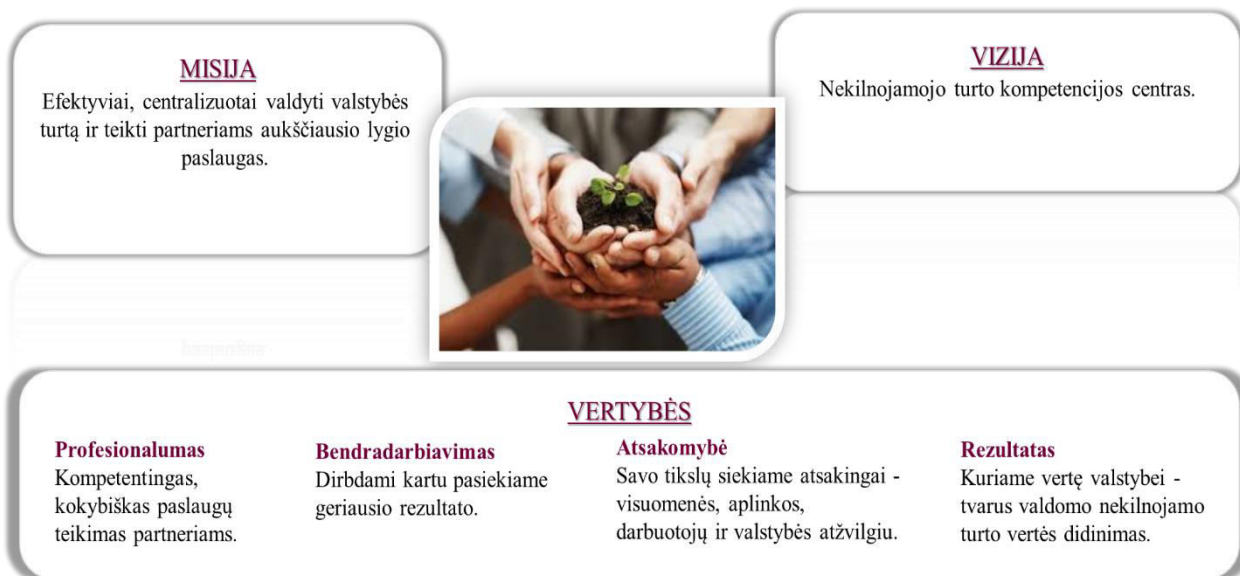 MISIJA
Efektyviai, centralizuotai valdyti valstybės
turtą ir teikti partneriams aukščiausio lygio
paslaugas.
VIZIJA
Nekilnojamojo turto kompetencijos centras.
VERTYBĖS
Profesionalumas
Kompetentingas,
kokybiškas paslaugų
teikimas partneriams.
Bendradarbiavimas
Dirbdami kartu pasiekiame
geriausio rezultato.
Atsakomybė
Savo tikslų siekiame atsakingai -
visuomenės, aplinkos,
darbuotojų ir valstybės atžvilgiu.
Rezultatas
Kuriame vertę valstybei -
tvarus valdomo nekilnojamo
turto vertės didinimas.